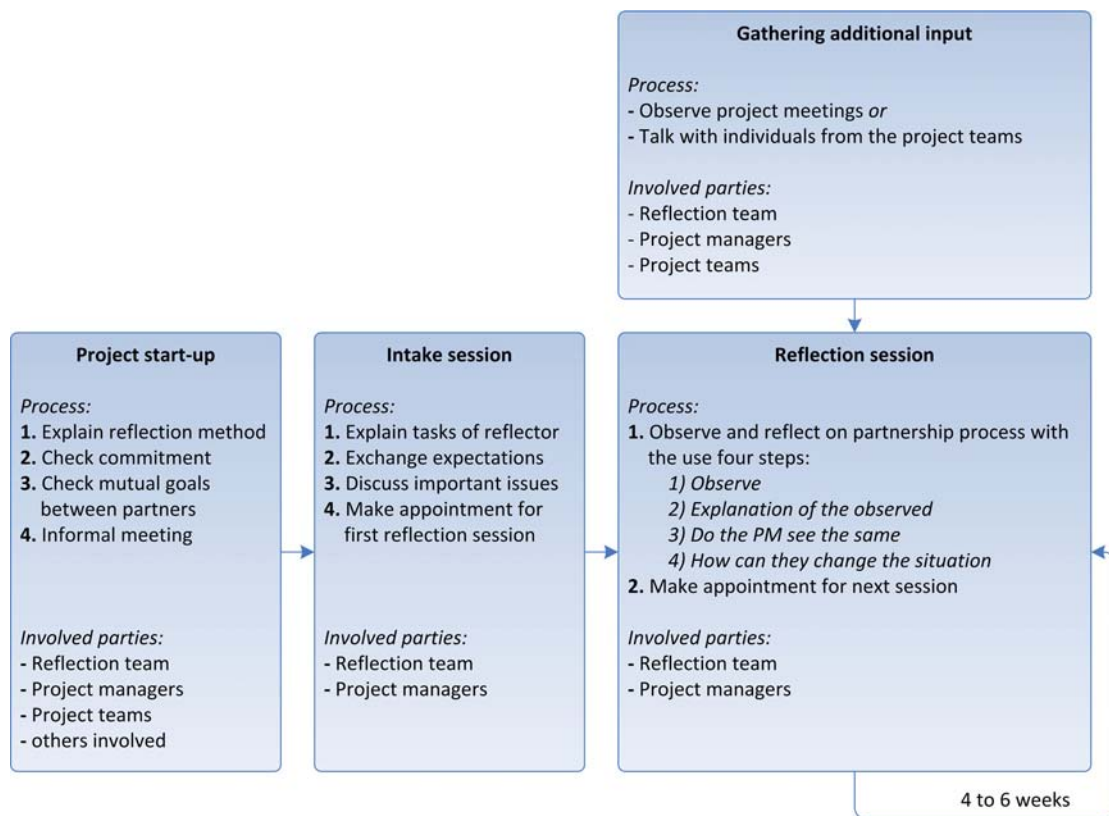 Gathering additional input
Process:
- Observe project meetings or
- Talk with individuals from the project teams
Involved parties:
- Reflection team
- Project managers
- Project teams
Project start-up
Process:
1. Explain reflection method
2. Check commitment
3. Check mutual goals
between partners
4. Informal meeting
Involved parties:
- Reflection team
- Project managers
- Project teams
- others involved
Intake session
Process:
1. Explain tasks of reflector
2. Exchange expectations
3. Discuss important issues
4. Make appointment for
first reflection session
Involved parties:
- Reflection team
- Project managers
Reflection session
Process:
1. Observe and reflect on partnership process with
the use four steps:
1) Observe
2) Explanation of the observed
3) Do the PM see the same
4) How can they change the situation
2. Make appointment for next session
Involved parties:
- Reflection team
- Project managers
4 to 6 weeks